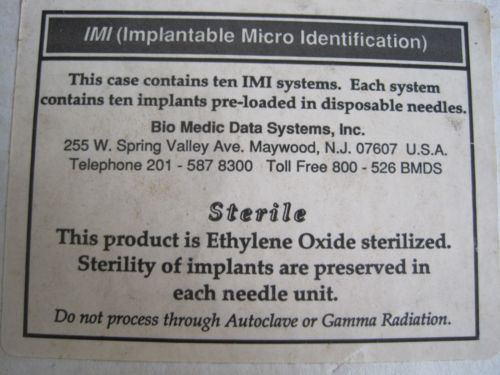 IMI (Implantable Micro Identification)
This case contains ten IMI systems. Each system
contains ten implants pre-loaded in disposable needles.
Bio Medic Data Systems, Inc.
255 W. Spring Valley Ave. Maywood, N.J. 07607 U.S.A.
Telephone 201 - 587 8300 Toll Free 800 - 526 BMDS
Sterile
This product is Ethylene Oxide sterilized.
Sterility of implants are preserved in
each needle unit.
Do not process through Autoclave or Gamma Radiation.